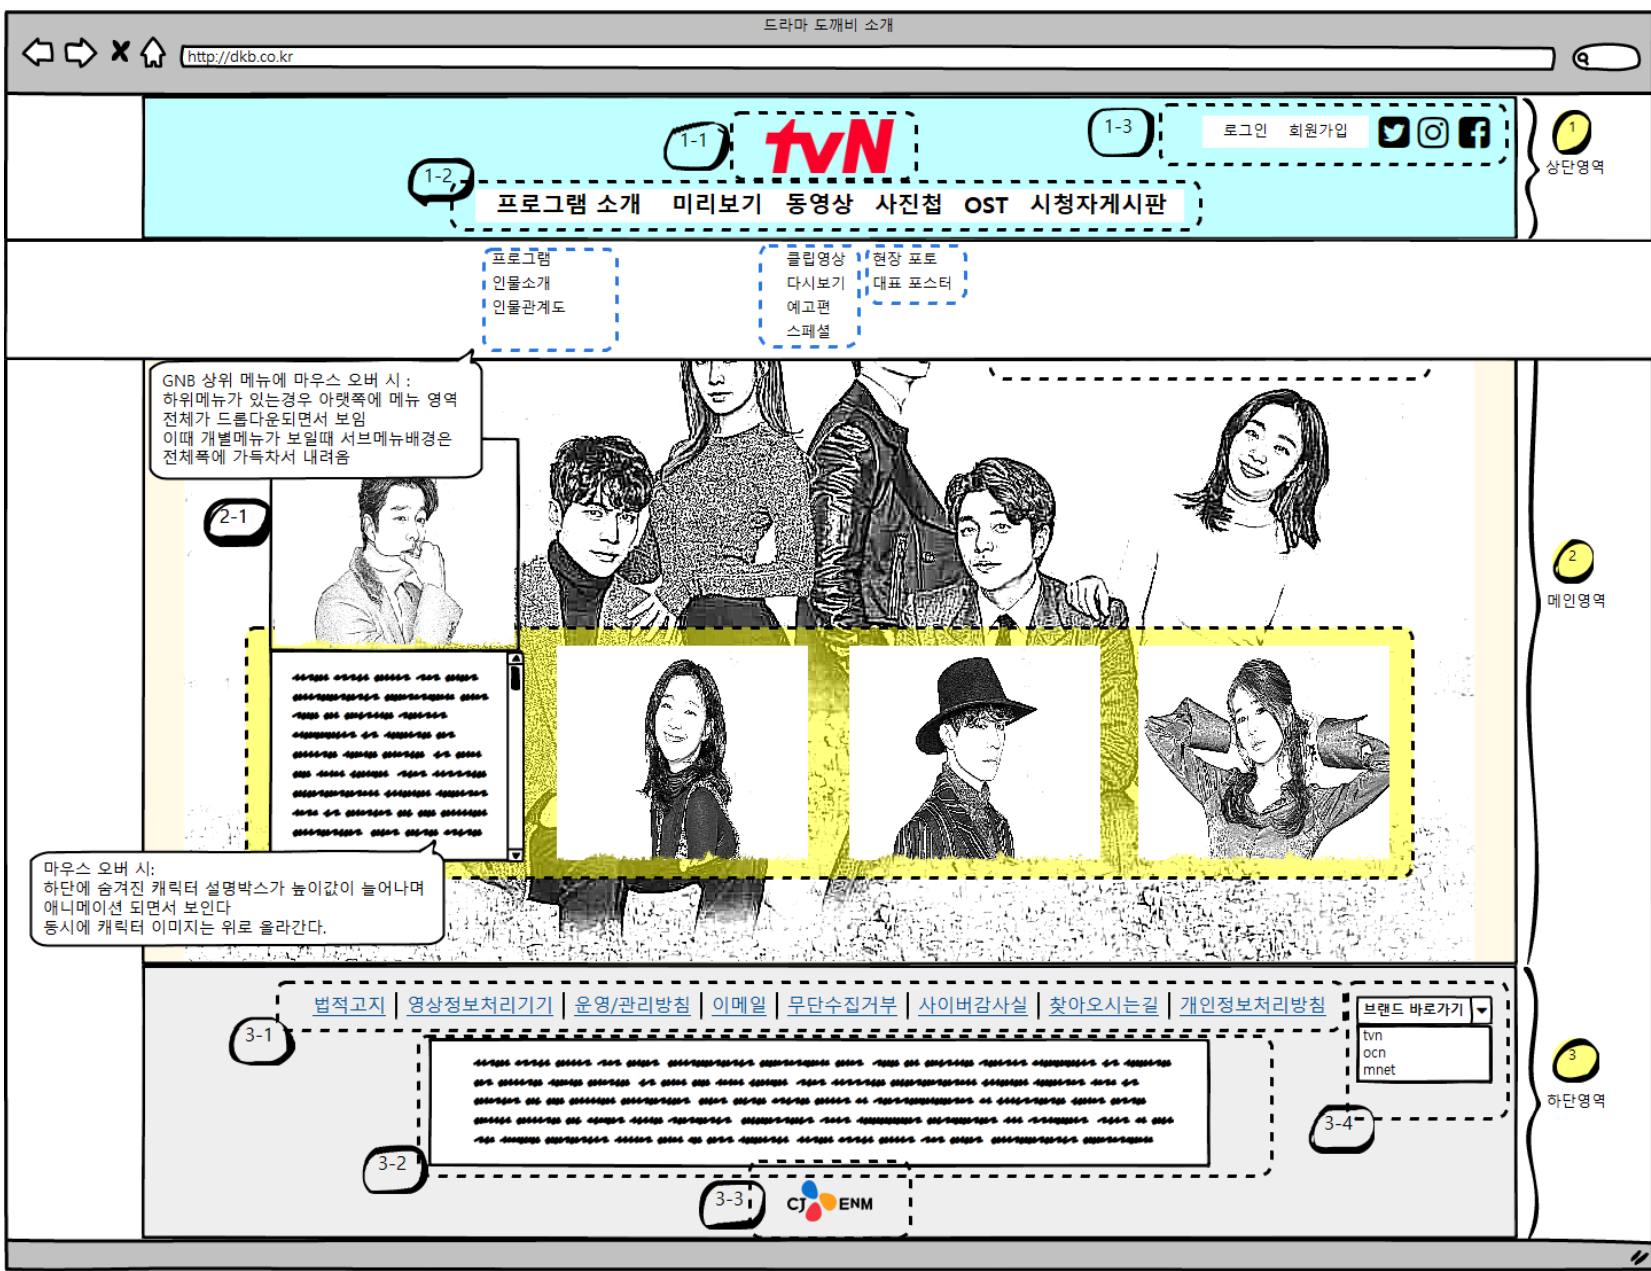 드라마 도깨비 소개
http://dkb.co.kr
1-1
tvN
1-3
로그인 회원가입
1
상단영역
1-2
프로그램 소개 미리보기 동영상 사진첩 OST 시청자게시판
프로그램
인물소개
인물관계도
클립영상
다시보기
예고편
스페셜
현장 포토
대표 포스터
GNB 상위 메뉴에 마우스 오버 시 :
하위메뉴가 있는경우 아랫쪽에 메뉴 영역
전체가 드롭다운되면서 보임
이때 개별메뉴가 보일때 서브메뉴배경은
전체폭에 가득차서 내려옴
2-1
2
메인영역
마우스 오버 시:
하단에 숨겨진 캐릭터 설명박스가 높이값이 늘어나며
애니메이션 되면서 보인다
동시에 캐릭터 이미지는 위로 올라간다.
법적고지 | 영상정보처리기기 | 운영/관리방침 | 이메일 | 무단수집거부 | 사이버감사실 | 찾아오시는길 | 개인정보처리방침
브랜드 바로가기
tvn
ocn
mnet
3-1
3
하단영역
3-4
3-2
3-3
CJ ENM